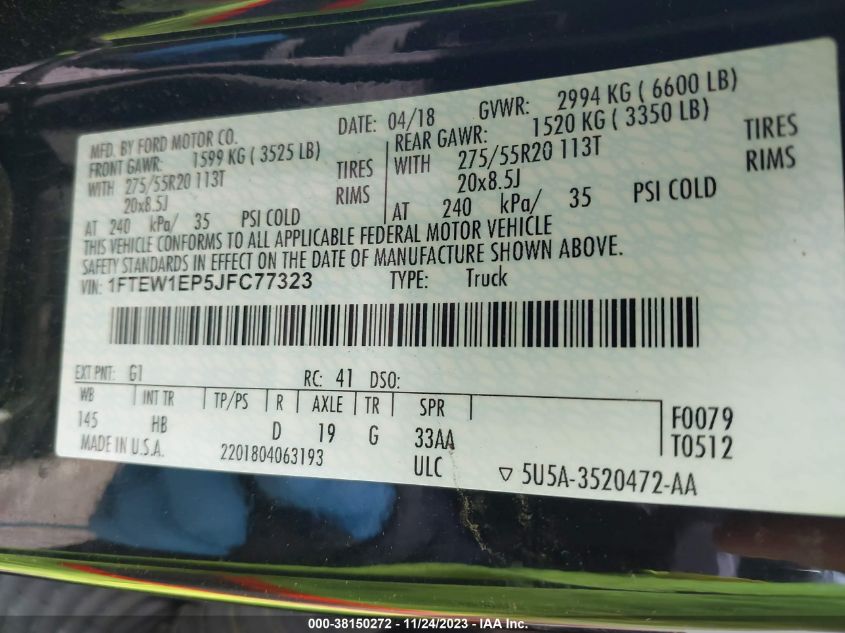 MFD. BY FORD MOTOR CO.
DATE: 04/18 GVWR: 2994 KG ( 6600 LB)
FRONT GAWR: 1599 KG ( 3525 LB)
REAR GAWR: 1520 KG ( 3350 LB)
WITH 275/55R20 113T TIRES
WITH 275/55R20 113T TIRES
20x8.5J RIMS
20x8.5J RIMS
AT 240 kPa/ 35 PSI COLD
AT 240 kPa/ 35 PSI COLD
THIS VEHICLE CONFORMS TO ALL APPLICABLE FEDERAL MOTOR VEHICLE
SAFETY STANDARDS IN EFFECT ON THE DATE OF MANUFACTURE SHOWN ABOVE.
VIN: 1FTEW1EP5JFC77323 TYPE: Truck
EXT PNT: G1 RC: 41 DSO:
WB INT TR TP/PS R AXLE TR SPR
145 HB D 19 G 33AA
F0079
T0512
MADE IN U.S.A. 2201804063193 ULC ▽ 5U5A-3520472-AA
000-38150272 - 11/24/2023 - IAA Inc.